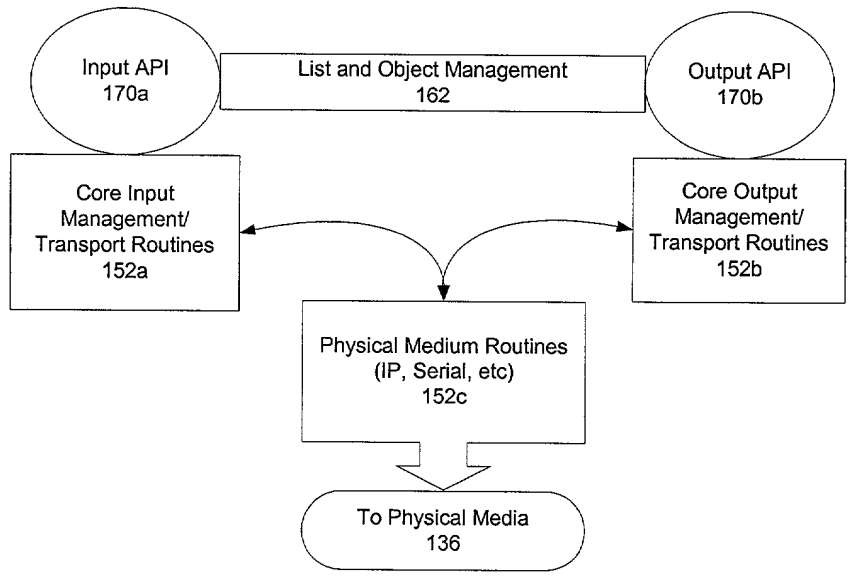 Input API
170a
List and Object Management
162
Output API
170b
Core Input
Management/
Transport Routines
152a
Core Output
Management/
Transport Routines
152b
Physical Medium Routines
(IP, Serial, etc)
152c
To Physical Media
136